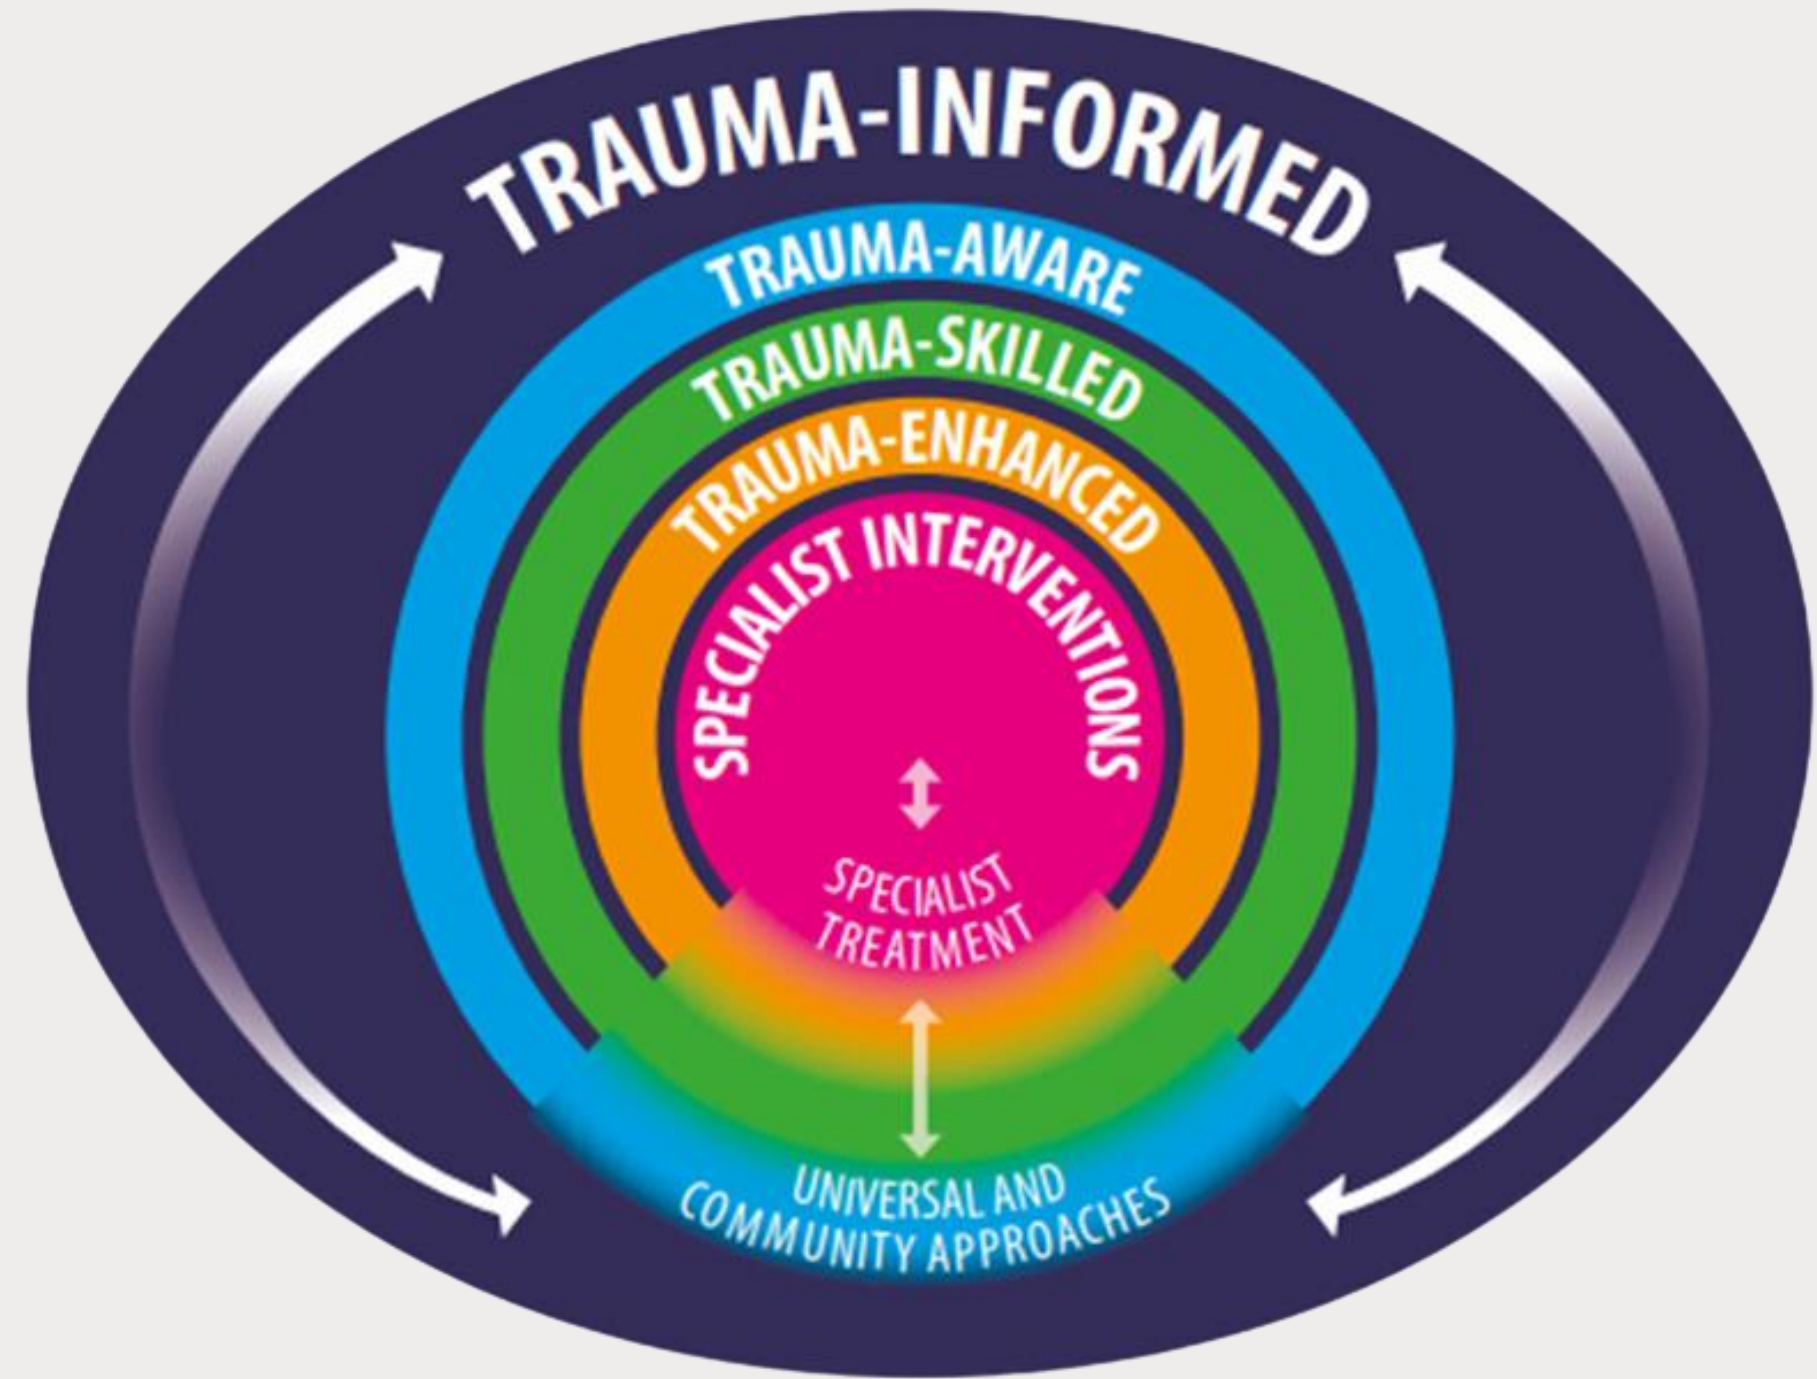 TRAUMA-INFORMED
TRAUMA-AWARE
TRAUMA-SKILLED
TRAUMA-ENHANCED
SPECIALIST INTERVENTIONS
SPECIALIST
TREATMENT
UNIVERSAL AND
COMMUNITY APPROACHES